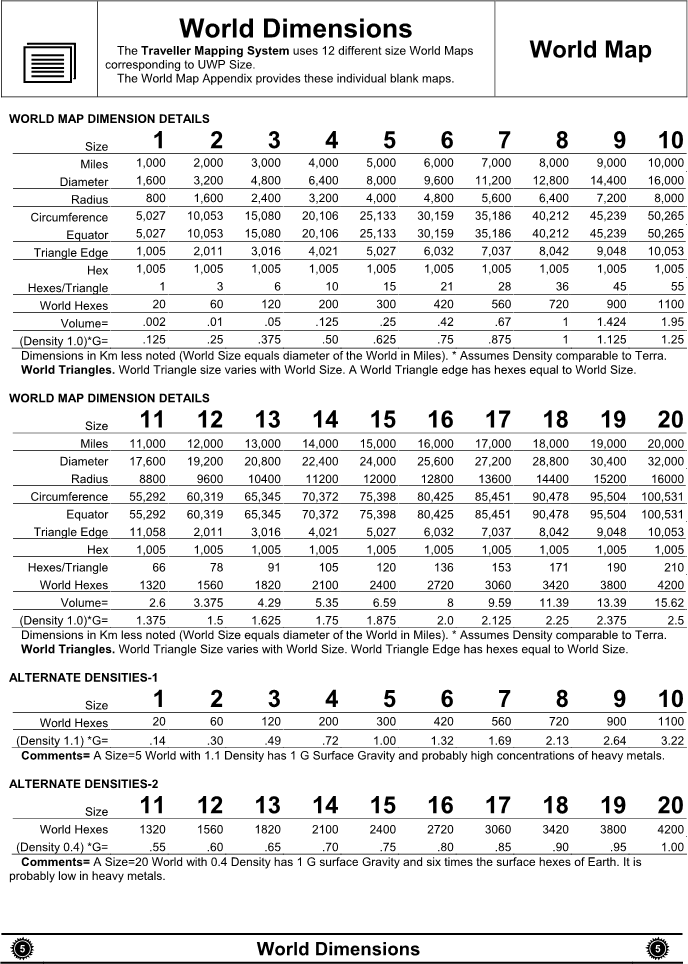 World Dimensions
The Traveller Mapping System uses 12 different size World Maps
corresponding to UWP Size.
The World Map Appendix provides these individual blank maps.
World Map
WORLD MAP DIMENSION DETAILS
Size 1 2 3 4 5 6 7 8 9 10
Miles 1,000 2,000 3,000 4,000 5,000 6,000 7,000 8,000 9,000 10,000
Diameter 1,600 3,200 4,800 6,400 8,000 9,600 11,200 12,800 14,400 16,000
Radius 800 1,600 2,400 3,200 4,000 4,800 5,600 6,400 7,200 8,000
Circumference 5,027 10,053 15,080 20,106 25,133 30,159 35,186 40,212 45,239 50,265
Equator 5,027 10,053 15,080 20,106 25,133 30,159 35,186 40,212 45,239 50,265
Triangle Edge 1,005 2,011 3,016 4,021 5,027 6,032 7,037 8,042 9,048 10,053
Hex 1,005 1,005 1,005 1,005 1,005 1,005 1,005 1,005 1,005 1,005
Hexes/Triangle 1 3 6 10 15 21 28 36 45 55
World Hexes 20 60 120 200 300 420 560 720 900 1100
Volume= .002 .01 .05 .125 .25 .42 .67 1 1.424 1.95
(Density 1.0)*G= .125 .25 .375 .50 .625 .75 .875 1 1.125 1.25
Dimensions in Km less noted (World Size equals diameter of the World in Miles). * Assumes Density comparable to Terra.
World Triangles. World Triangle size varies with World Size. A World Triangle edge has hexes equal to World Size.
WORLD MAP DIMENSION DETAILS
Size 11 12 13 14 15 16 17 18 19 20
Miles 11,000 12,000 13,000 14,000 15,000 16,000 17,000 18,000 19,000 20,000
Diameter 17,600 19,200 20,800 22,400 24,000 25,600 27,200 28,800 30,400 32,000
Radius 8800 9600 10400 11200 12000 12800 13600 14400 15200 16000
Circumference 55,292 60,319 65,345 70,372 75,398 80,425 85,451 90,478 95,504 100,531
Equator 55,292 60,319 65,345 70,372 75,398 80,425 85,451 90,478 95,504 100,531
Triangle Edge 11,058 2,011 3,016 4,021 5,027 6,032 7,037 8,042 9,048 10,053
Hex 1,005 1,005 1,005 1,005 1,005 1,005 1,005 1,005 1,005 1,005
Hexes/Triangle 66 78 91 105 120 136 153 171 190 210
World Hexes 1320 1560 1820 2100 2400 2720 3060 3420 3800 4200
Volume= 2.6 3.375 4.29 5.35 6.59 8 9.59 11.39 13.39 15.62
(Density 1.0)*G= 1.375 1.5 1.625 1.75 1.875 2.0 2.125 2.25 2.375 2.5
Dimensions in Km less noted (World Size equals diameter of the World in Miles). * Assumes Density comparable to Terra.
World Triangles. World Triangle Size varies with World Size. World Triangle Edge has hexes equal to World Size.
ALTERNATE DENSITIES-1
Size 1 2 3 4 5 6 7 8 9 10
World Hexes 20 60 120 200 300 420 560 720 900 1100
(Density 1.1) *G= .14 .30 .49 .72 1.00 1.32 1.69 2.13 2.64 3.22
Comments= A Size=5 World with 1.1 Density has 1 G Surface Gravity and probably high concentrations of heavy metals.
ALTERNATE DENSITIES-2
Size 11 12 13 14 15 16 17 18 19 20
World Hexes 1320 1560 1820 2100 2400 2720 3060 3420 3800 4200
(Density 0.4) *G= .55 .60 .65 .70 .75 .80 .85 .90 .95 1.00
Comments= A Size=20 World with 0.4 Density has 1 G surface Gravity and six times the surface hexes of Earth. It is
probably low in heavy metals.
5 World Dimensions 5